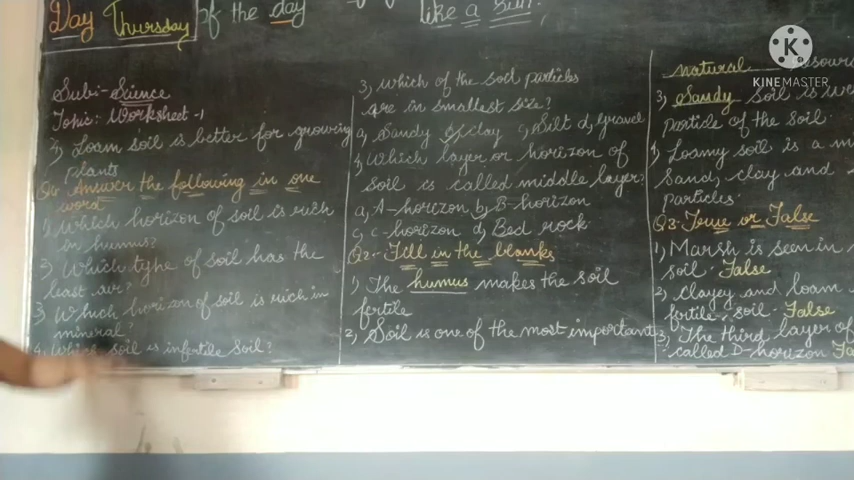 Day Thursday of the day
like a sun.
Sub:- Science
Topic: Worksheet -1
Loam soil is better for growing
plants
Q4: Answer the following in one
word
1) Which horizon of soil is rich
in humus?
2) Which type of soil has the
least air?
3) Which horizon of soil is rich in
mineral?
soil is infertile soil?
3) Which of the soil particles
are in smallest size?
a) Sandy b) clay c) Silt d) gravel
4) Which layer or horizon of
soil is called middle layer?
a) A-horizon b) B-horizon
c) C-horizon d) Bed rock
Q2:- Fill in the blanks
1) The humus makes the soil
fertile
2) Soil is one of the most important
natural
3) Sandy soil is
particle of the soil.
4) Loamy soil is a
Sand, clay and
particles.
Q3- True or False
1) Marsh is seen in
soil. False
2) Clayey and loam
fertile soil. False
3) The third layer of
called D-horizon
KINEMASTER